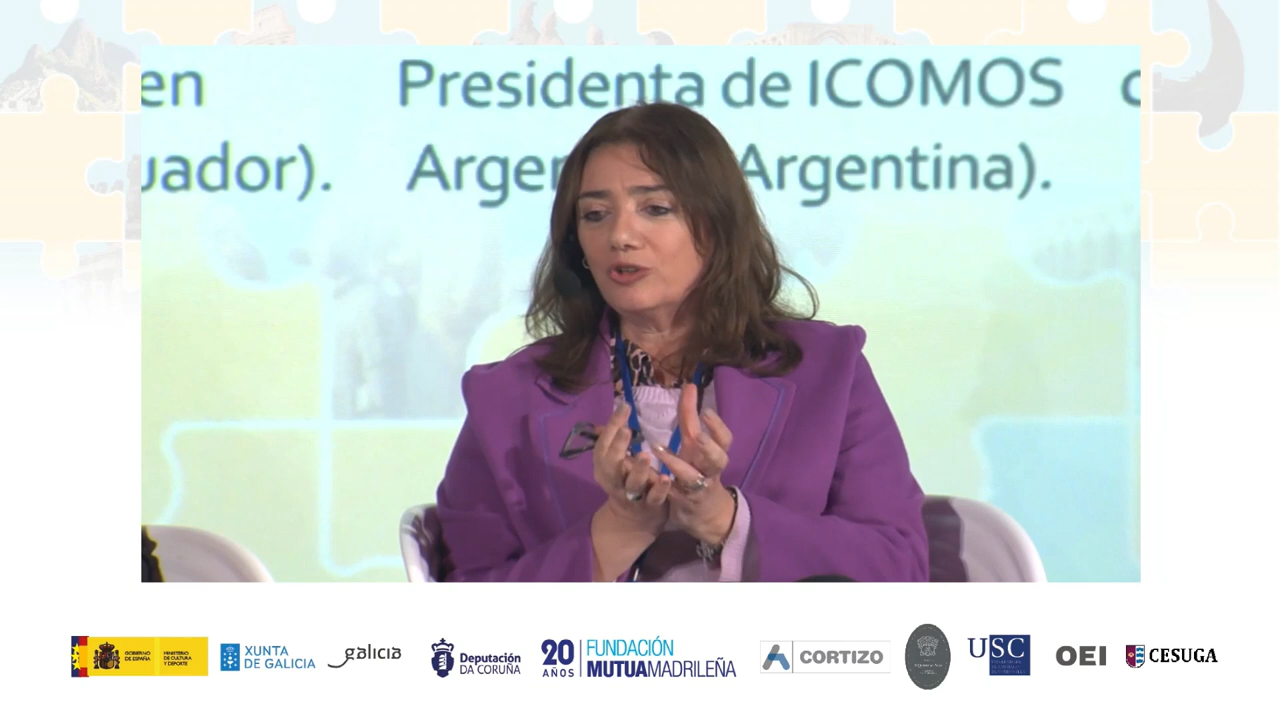 en
Presidenta de ICOMOS
uador).
Argen
Argentina).
GOBIERNO
DE ESPAÑA
MINISTERIO
DE CULTURA
Y DEPORTE
XUNTA
DE GALICIA
galicia
Deputación
DA CORUÑA
20
AÑOS
FUNDACIÓN
MUTUAMADRILEÑA
CORTIZO
USC
OEI
CESUGA